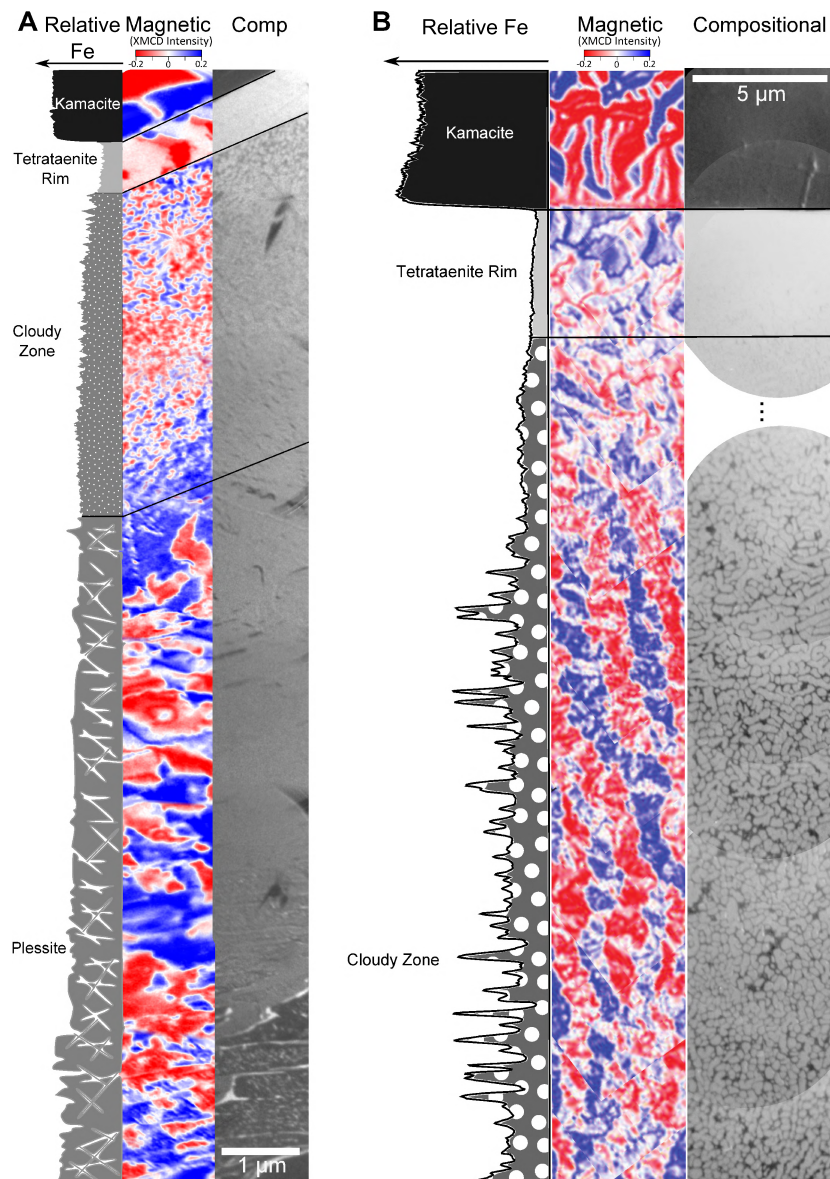 A
Relative
Fe
Magnetic
(XMCD Intensity)
-0.2 0 0.2
Comp
Kamacite
Tetrataenite
Rim
Cloudy
Zone
Plessite
1 µm
B
Relative Fe
Magnetic
(XMCD Intensity)
-0.2 0 0.2
Compositional
5 µm
Kamacite
Tetrataenite Rim
Cloudy Zone